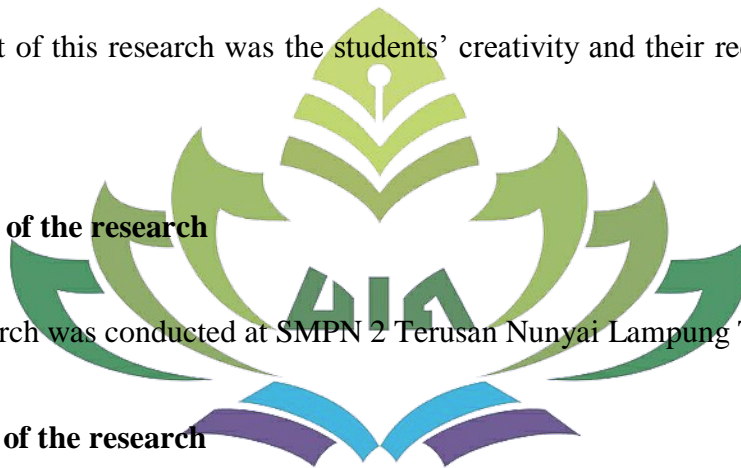 t of this research was the students’ creativity and their re
of the research
UIA
rch was conducted at SMPN 2 Terusan Nunyai Lampung
of the research